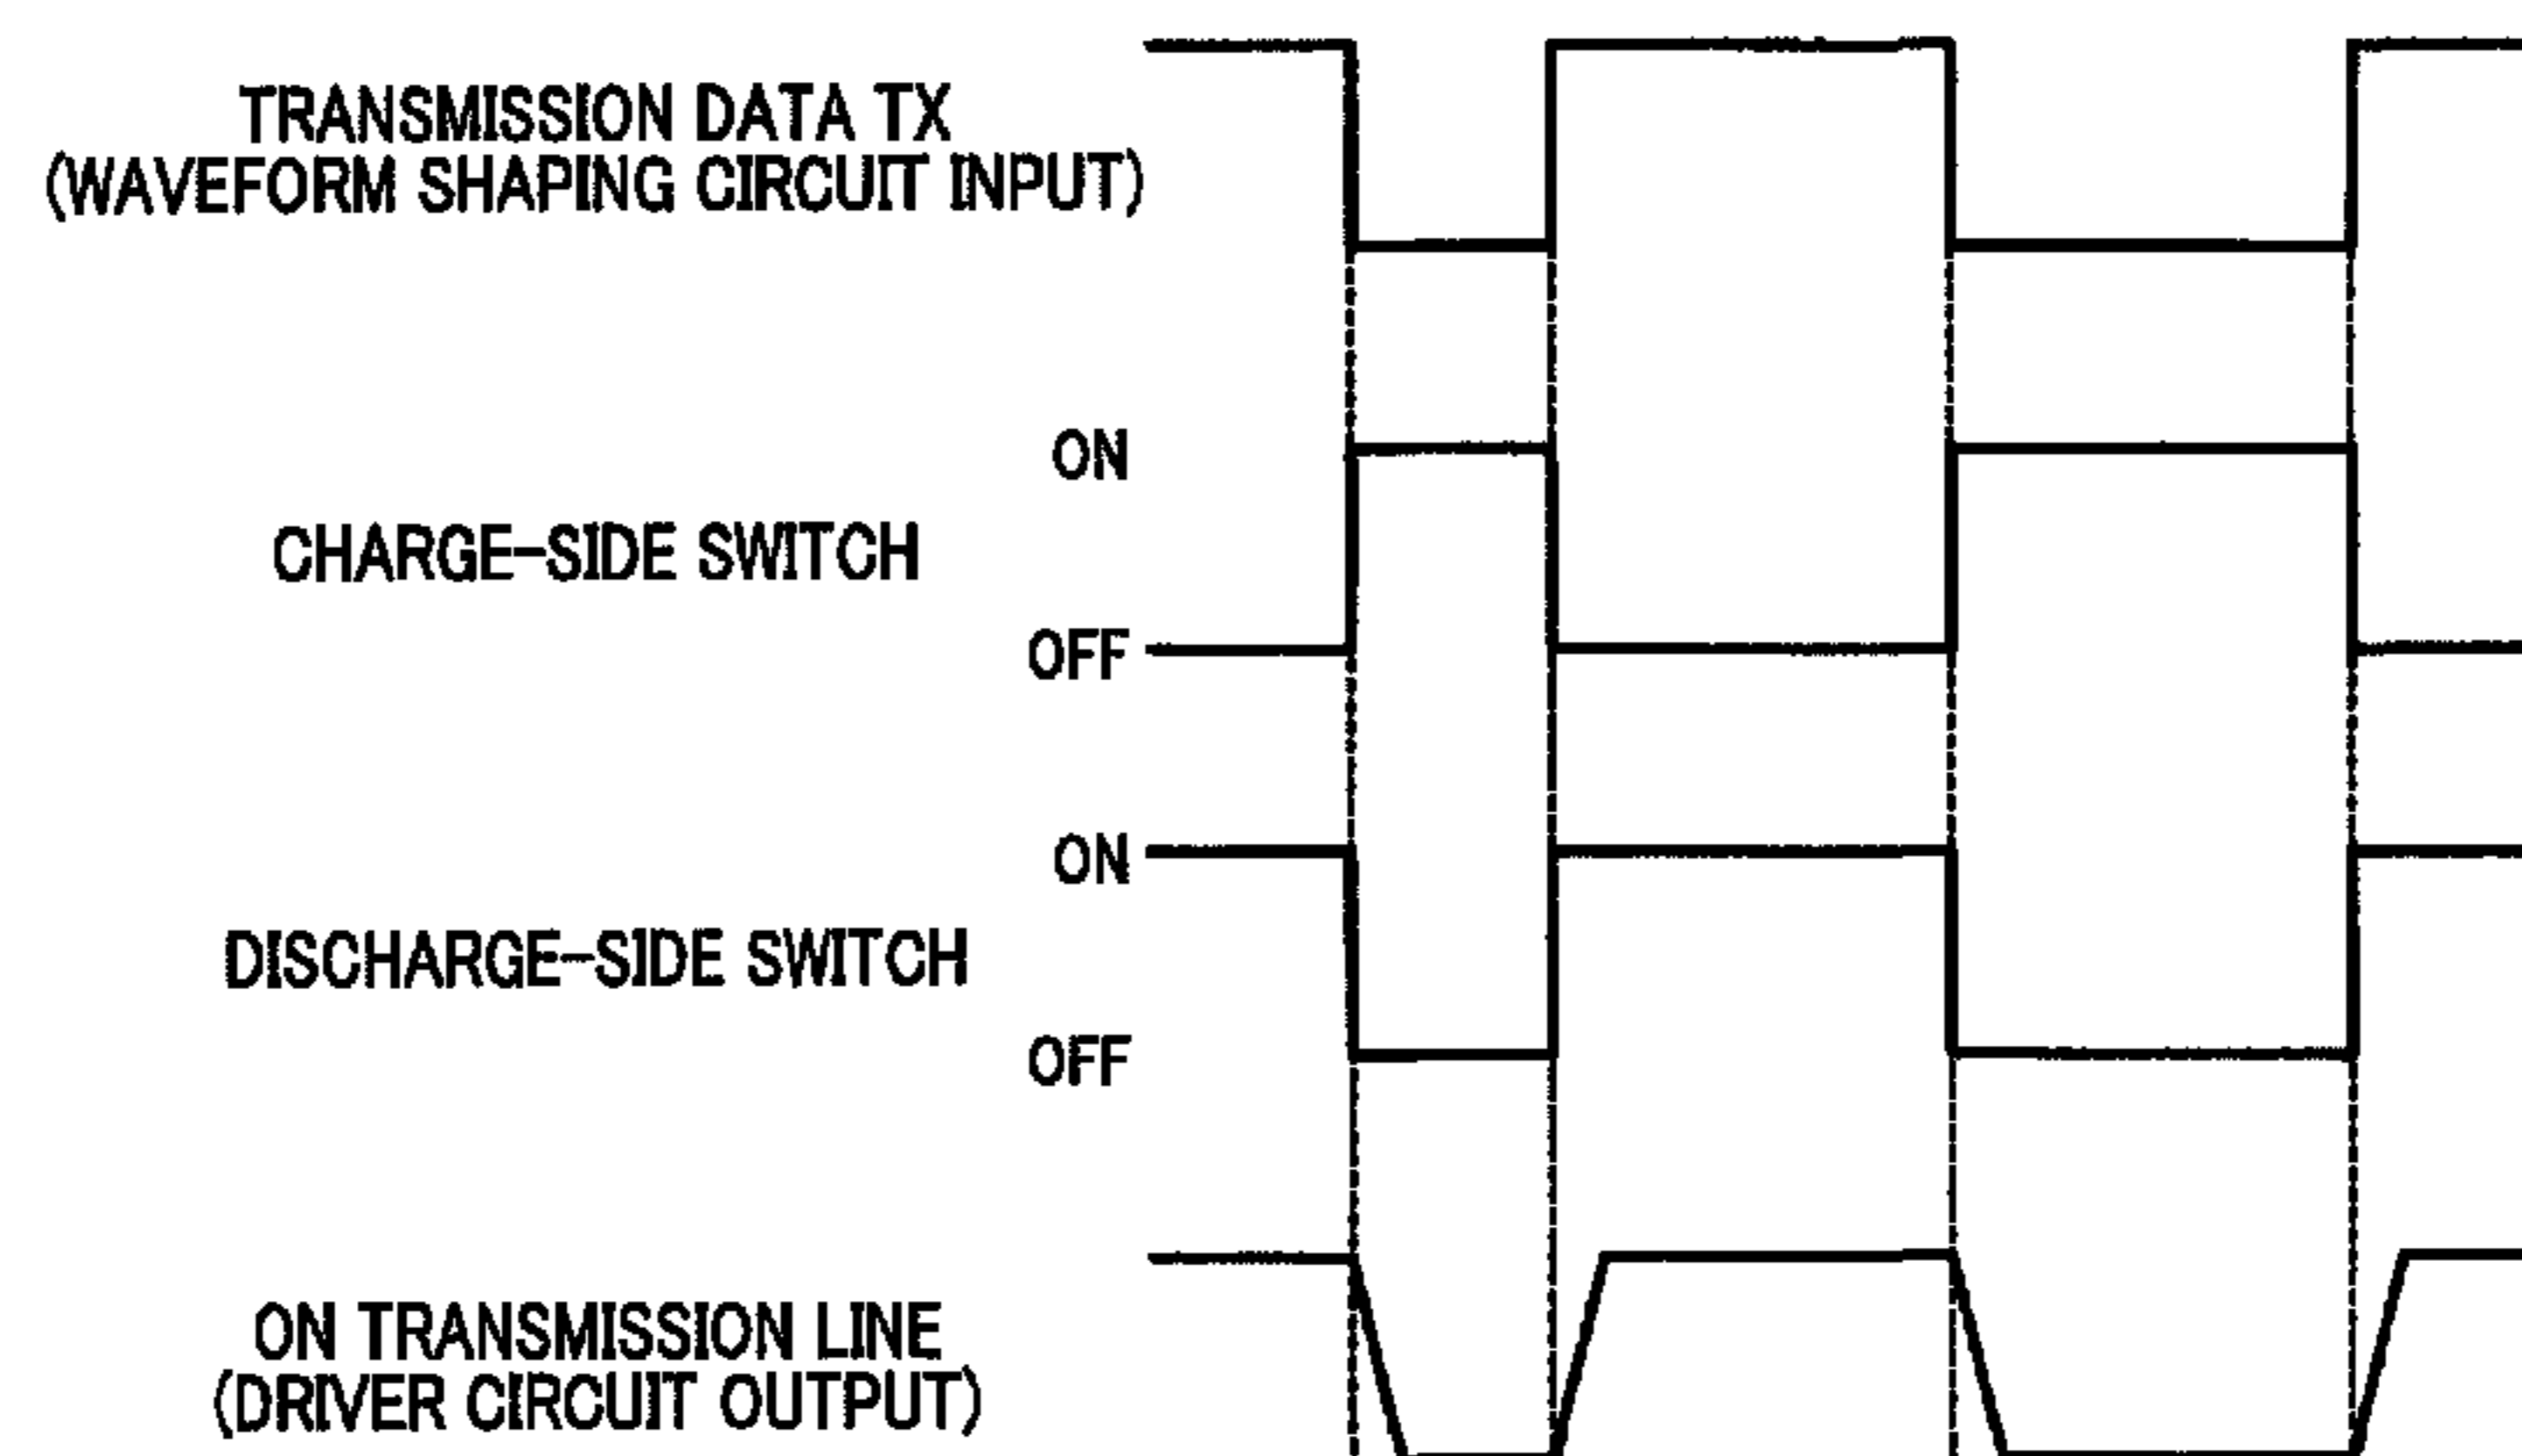 TRANSMISSION DATA TX
(WAVEFORM SHAPING CIRCUIT INPUT)
ON
CHARGE-SIDE SWITCH
OFF
ON
DISCHARGE-SIDE SWITCH
OFF
ON TRANSMISSION LINE
(DRIVER CIRCUIT OUTPUT)